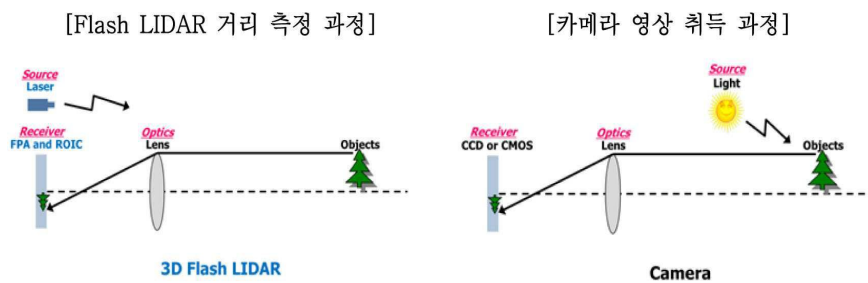 [Flash LIDAR 거리 측정 과정]
Source
Laser
Receiver
FPA and ROIC
Optics
Lens
Objects
3D Flash LIDAR
[카메라 영상 취득 과정]
Source
Light
Receiver
CCD or CMOS
Optics
Lens
Objects
Camera